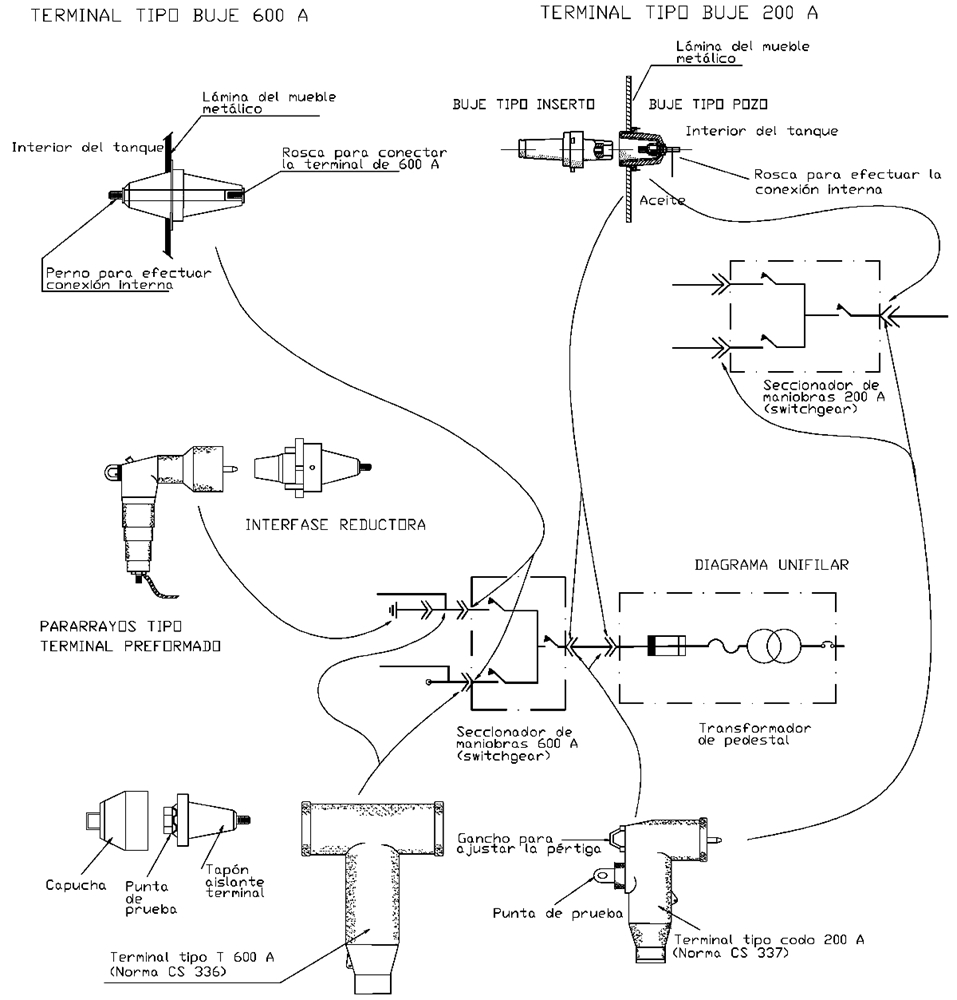 TERMINAL TIPO BUJE 600 A
TERMINAL TIPO BUJE 200 A
Lámina del mueble
metálico
Interior del tanque
Rosca para conectar
la terminal de 600 A
Perno para efectuar
conexión Interna
Lámina del mueble
metálico
BUJE TIPO INSERTO
BUJE TIPO POZO
Interior del tanque
Rosca para efectuar la
conexión Interna
Aceite
Seccionador de
maniobras 200 A
(switchgear)
INTERFASE REDUCTORA
PARARRAYOS TIPO
TERMINAL PREFORMADO
DIAGRAMA UNIFILAR
Seccionador de
maniobras 600 A
(switchgear)
Transformador
de pedestal
Capucha
Punta
de
prueba
Tapón
aislante
terminal
Terminal tipo T 600 A
(Norma CS 336)
Gancho para
ajustar la pértiga
Punta de prueba
Terminal tipo codo 200 A
(Norma CS 337)